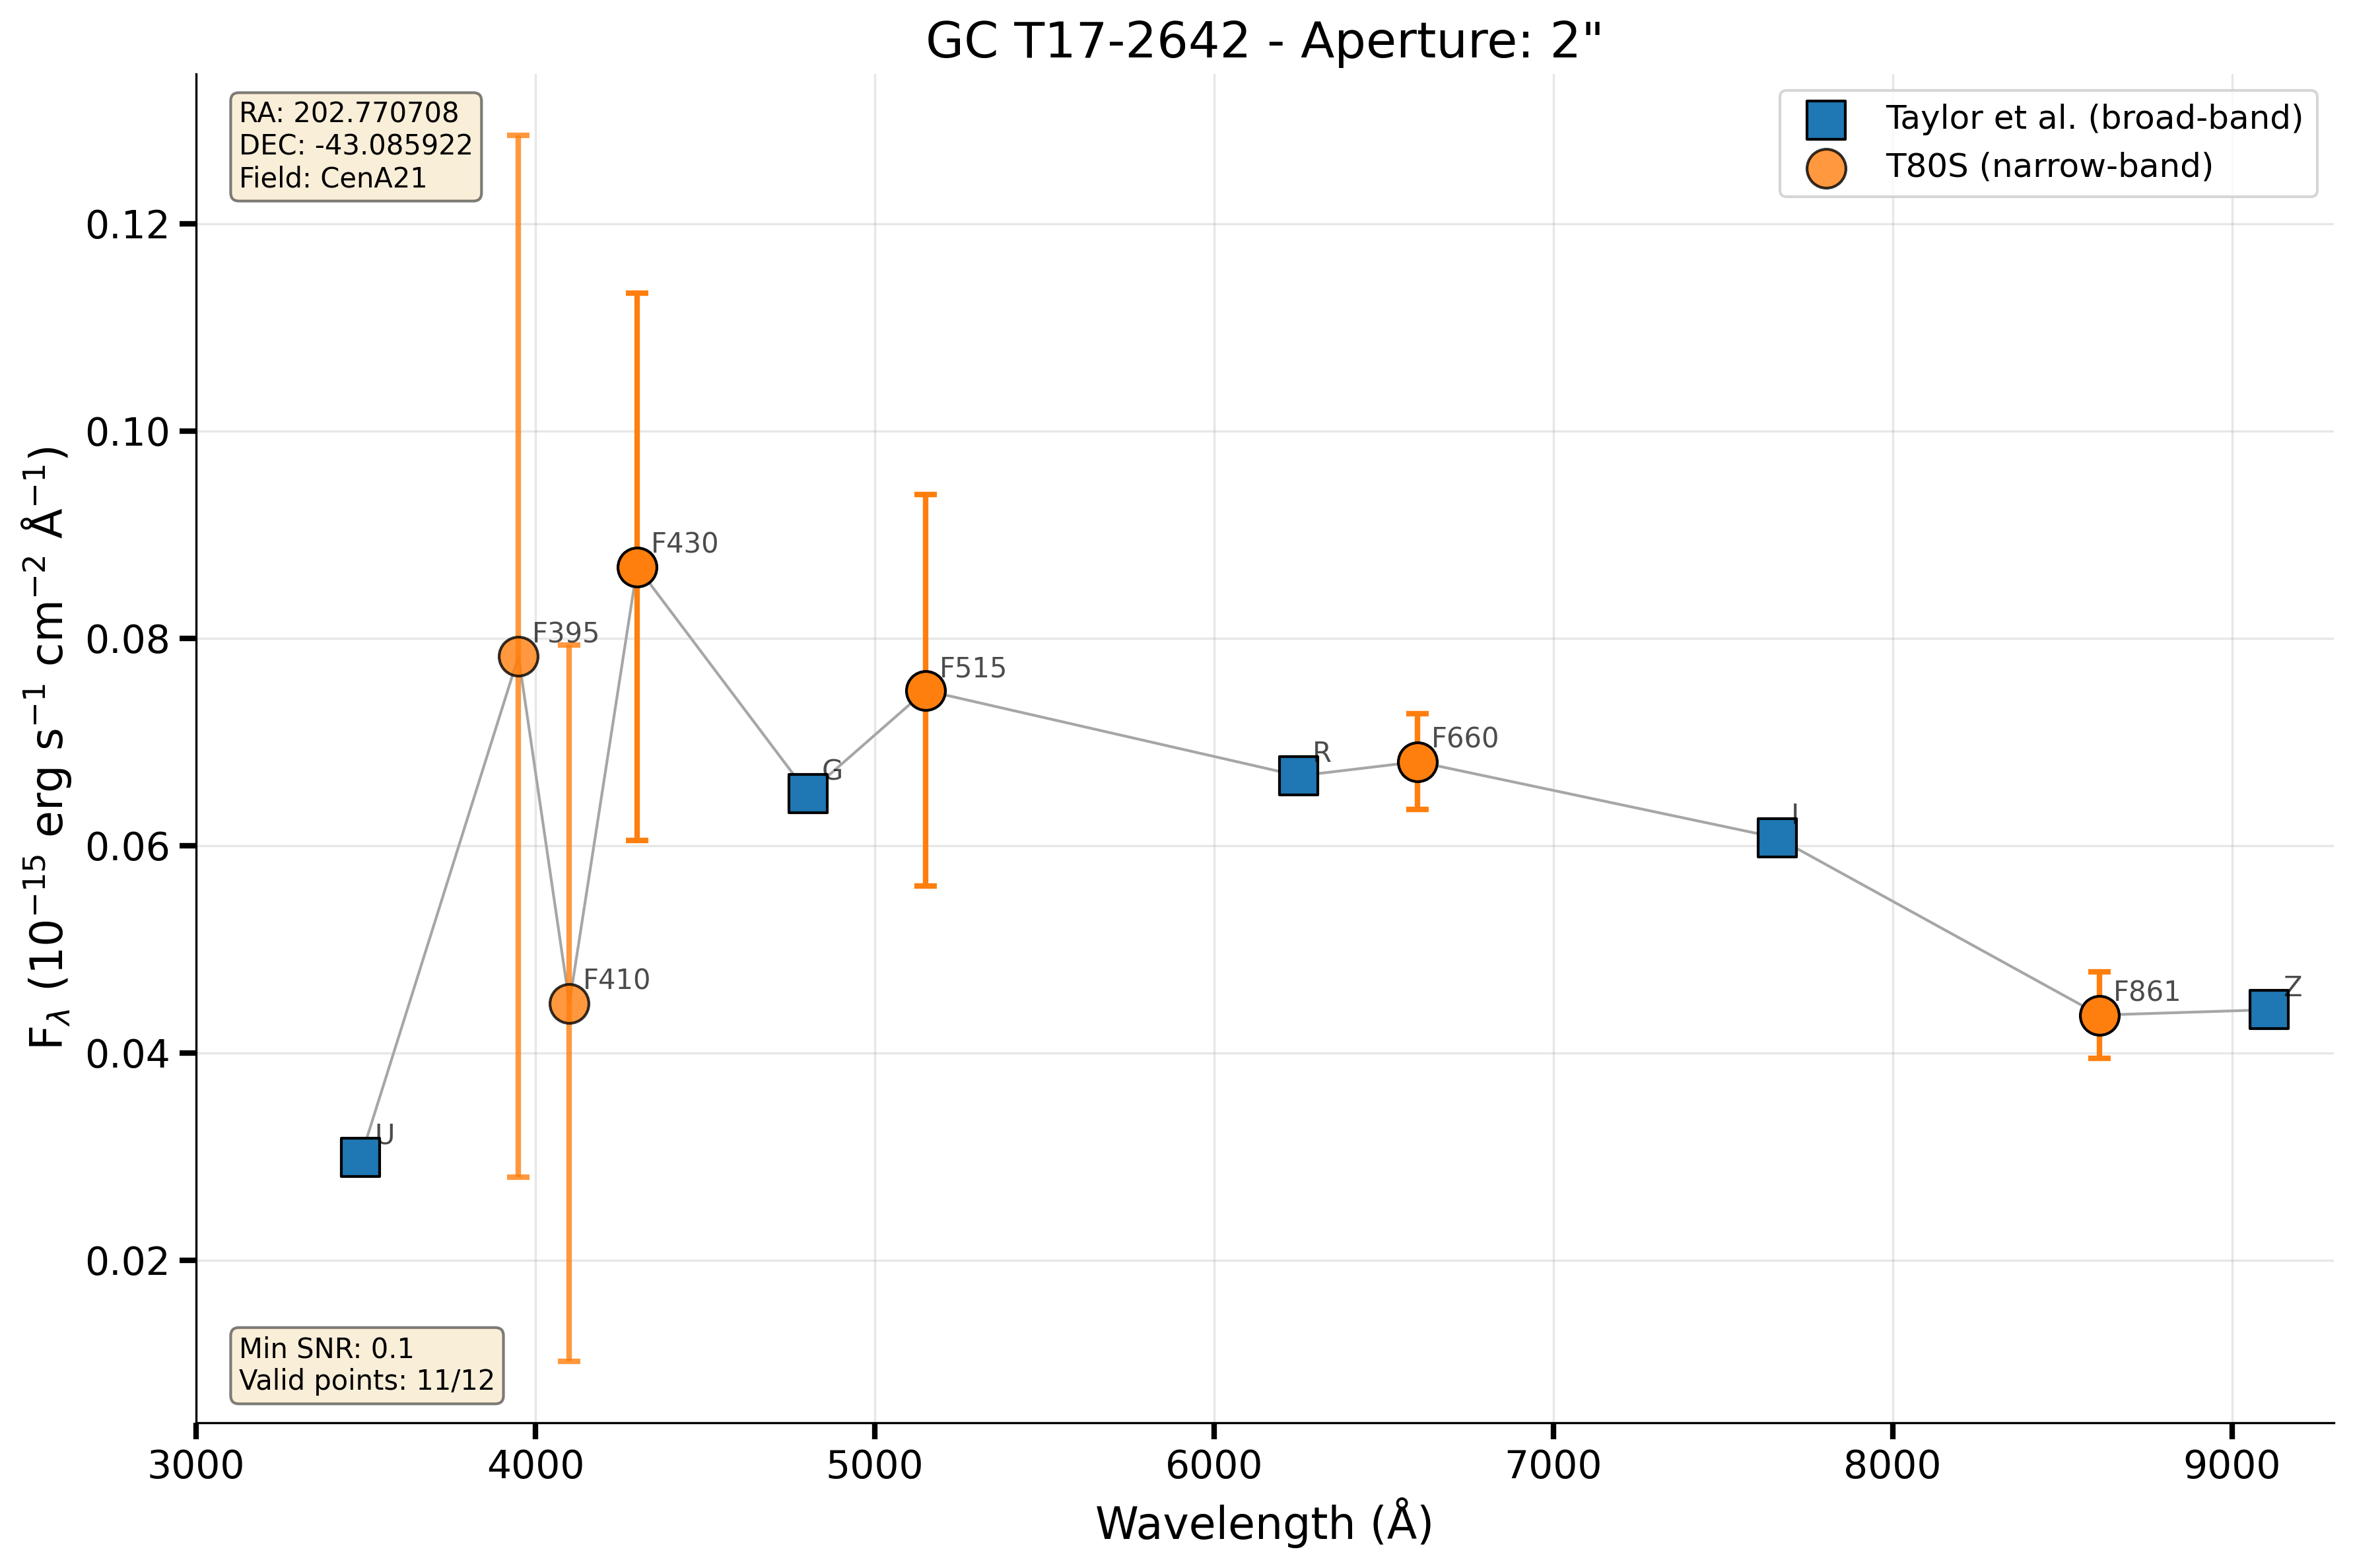 GC T17-2642 - Aperture: 2"
RA: 202.770708
DEC: -43.085922
Field: CenA21
Taylor et al. (broad-band)
T80S (narrow-band)
F$_{λ}$ (10$^{−15}$ erg s$^{−1}$ cm$^{−2}$ Å$^{−1}$)
0.12
0.10
0.08
0.06
0.04
0.02
U
F395
F410
F430
G
F515
R
F660
I
F861
Z
Min SNR: 0.1
Valid points: 11/12
3000
4000
5000
6000
7000
8000
9000
Wavelength (Å)